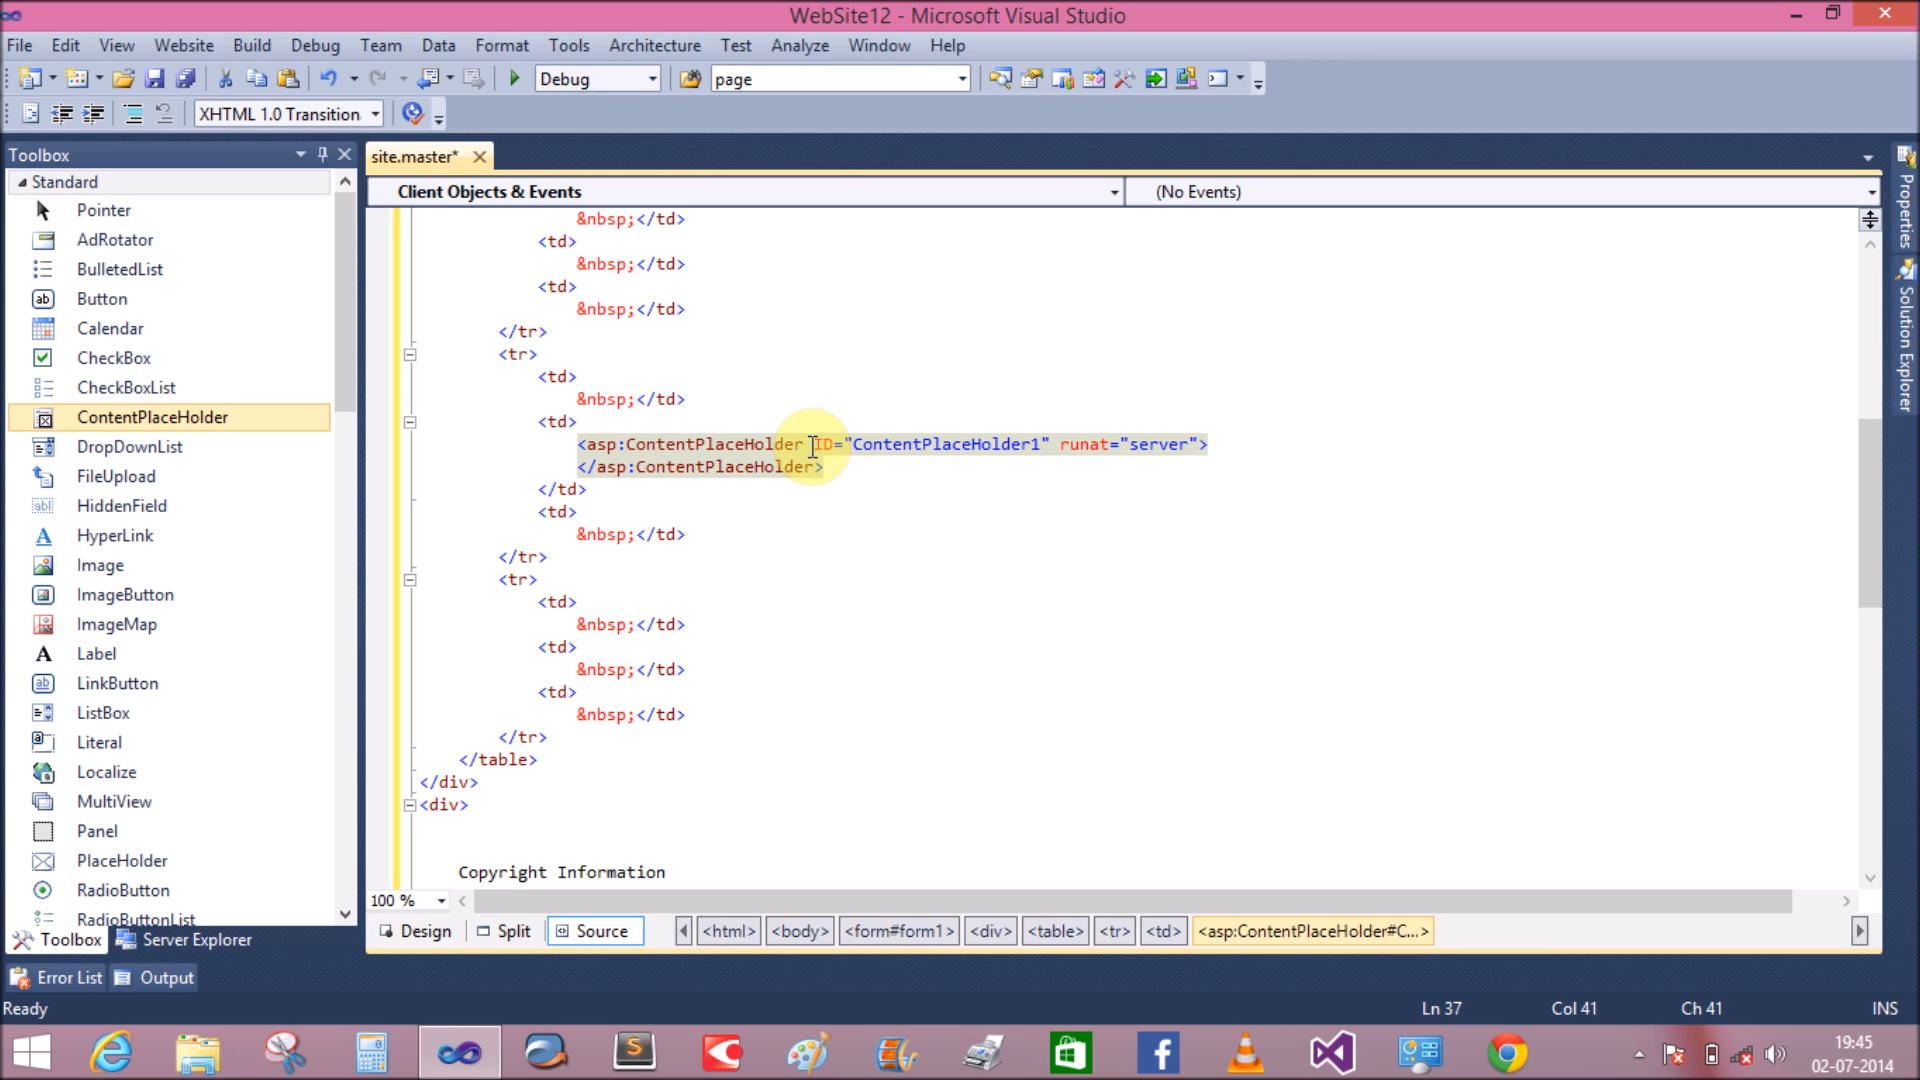 WebSite12 - Microsoft Visual Studio
File Edit View Website Build Debug Team Data Format Tools Architecture Test Analyze Window Help
Debug page
XHTML 1.0 Transition
Toolbox
site.master*
Client Objects & Events (No Events)
Standard
Pointer
AdRotator
BulletedList
Button
Calendar
CheckBox
CheckBoxList
ContentPlaceHolder
DropDownList
FileUpload
HiddenField
HyperLink
Image
ImageButton
ImageMap
Label
LinkButton
ListBox
Literal
Localize
MultiView
Panel
PlaceHolder
RadioButton
RadioButtonList
&nbsp;</td>
<td>
&nbsp;</td>
<td>
&nbsp;</td>
</tr>
<tr>
<td>
&nbsp;</td>
<td>
<asp:ContentPlaceHolder ID="ContentPlaceHolder1" runat="server">
</asp:ContentPlaceHolder>
</td>
<td>
&nbsp;</td>
</tr>
<tr>
<td>
&nbsp;</td>
<td>
&nbsp;</td>
<td>
&nbsp;</td>
</tr>
</table>
</div>
<div>
Copyright Information
100 %
Design Split Source <html> <body> <form#form1> <div> <table> <tr> <td> <asp:ContentPlaceHolder#C...>
Properties
Solution Explorer
Toolbox Server Explorer
Error List Output
Ready Ln 37 Col 41 Ch 41 INS
19:45
02-07-2014